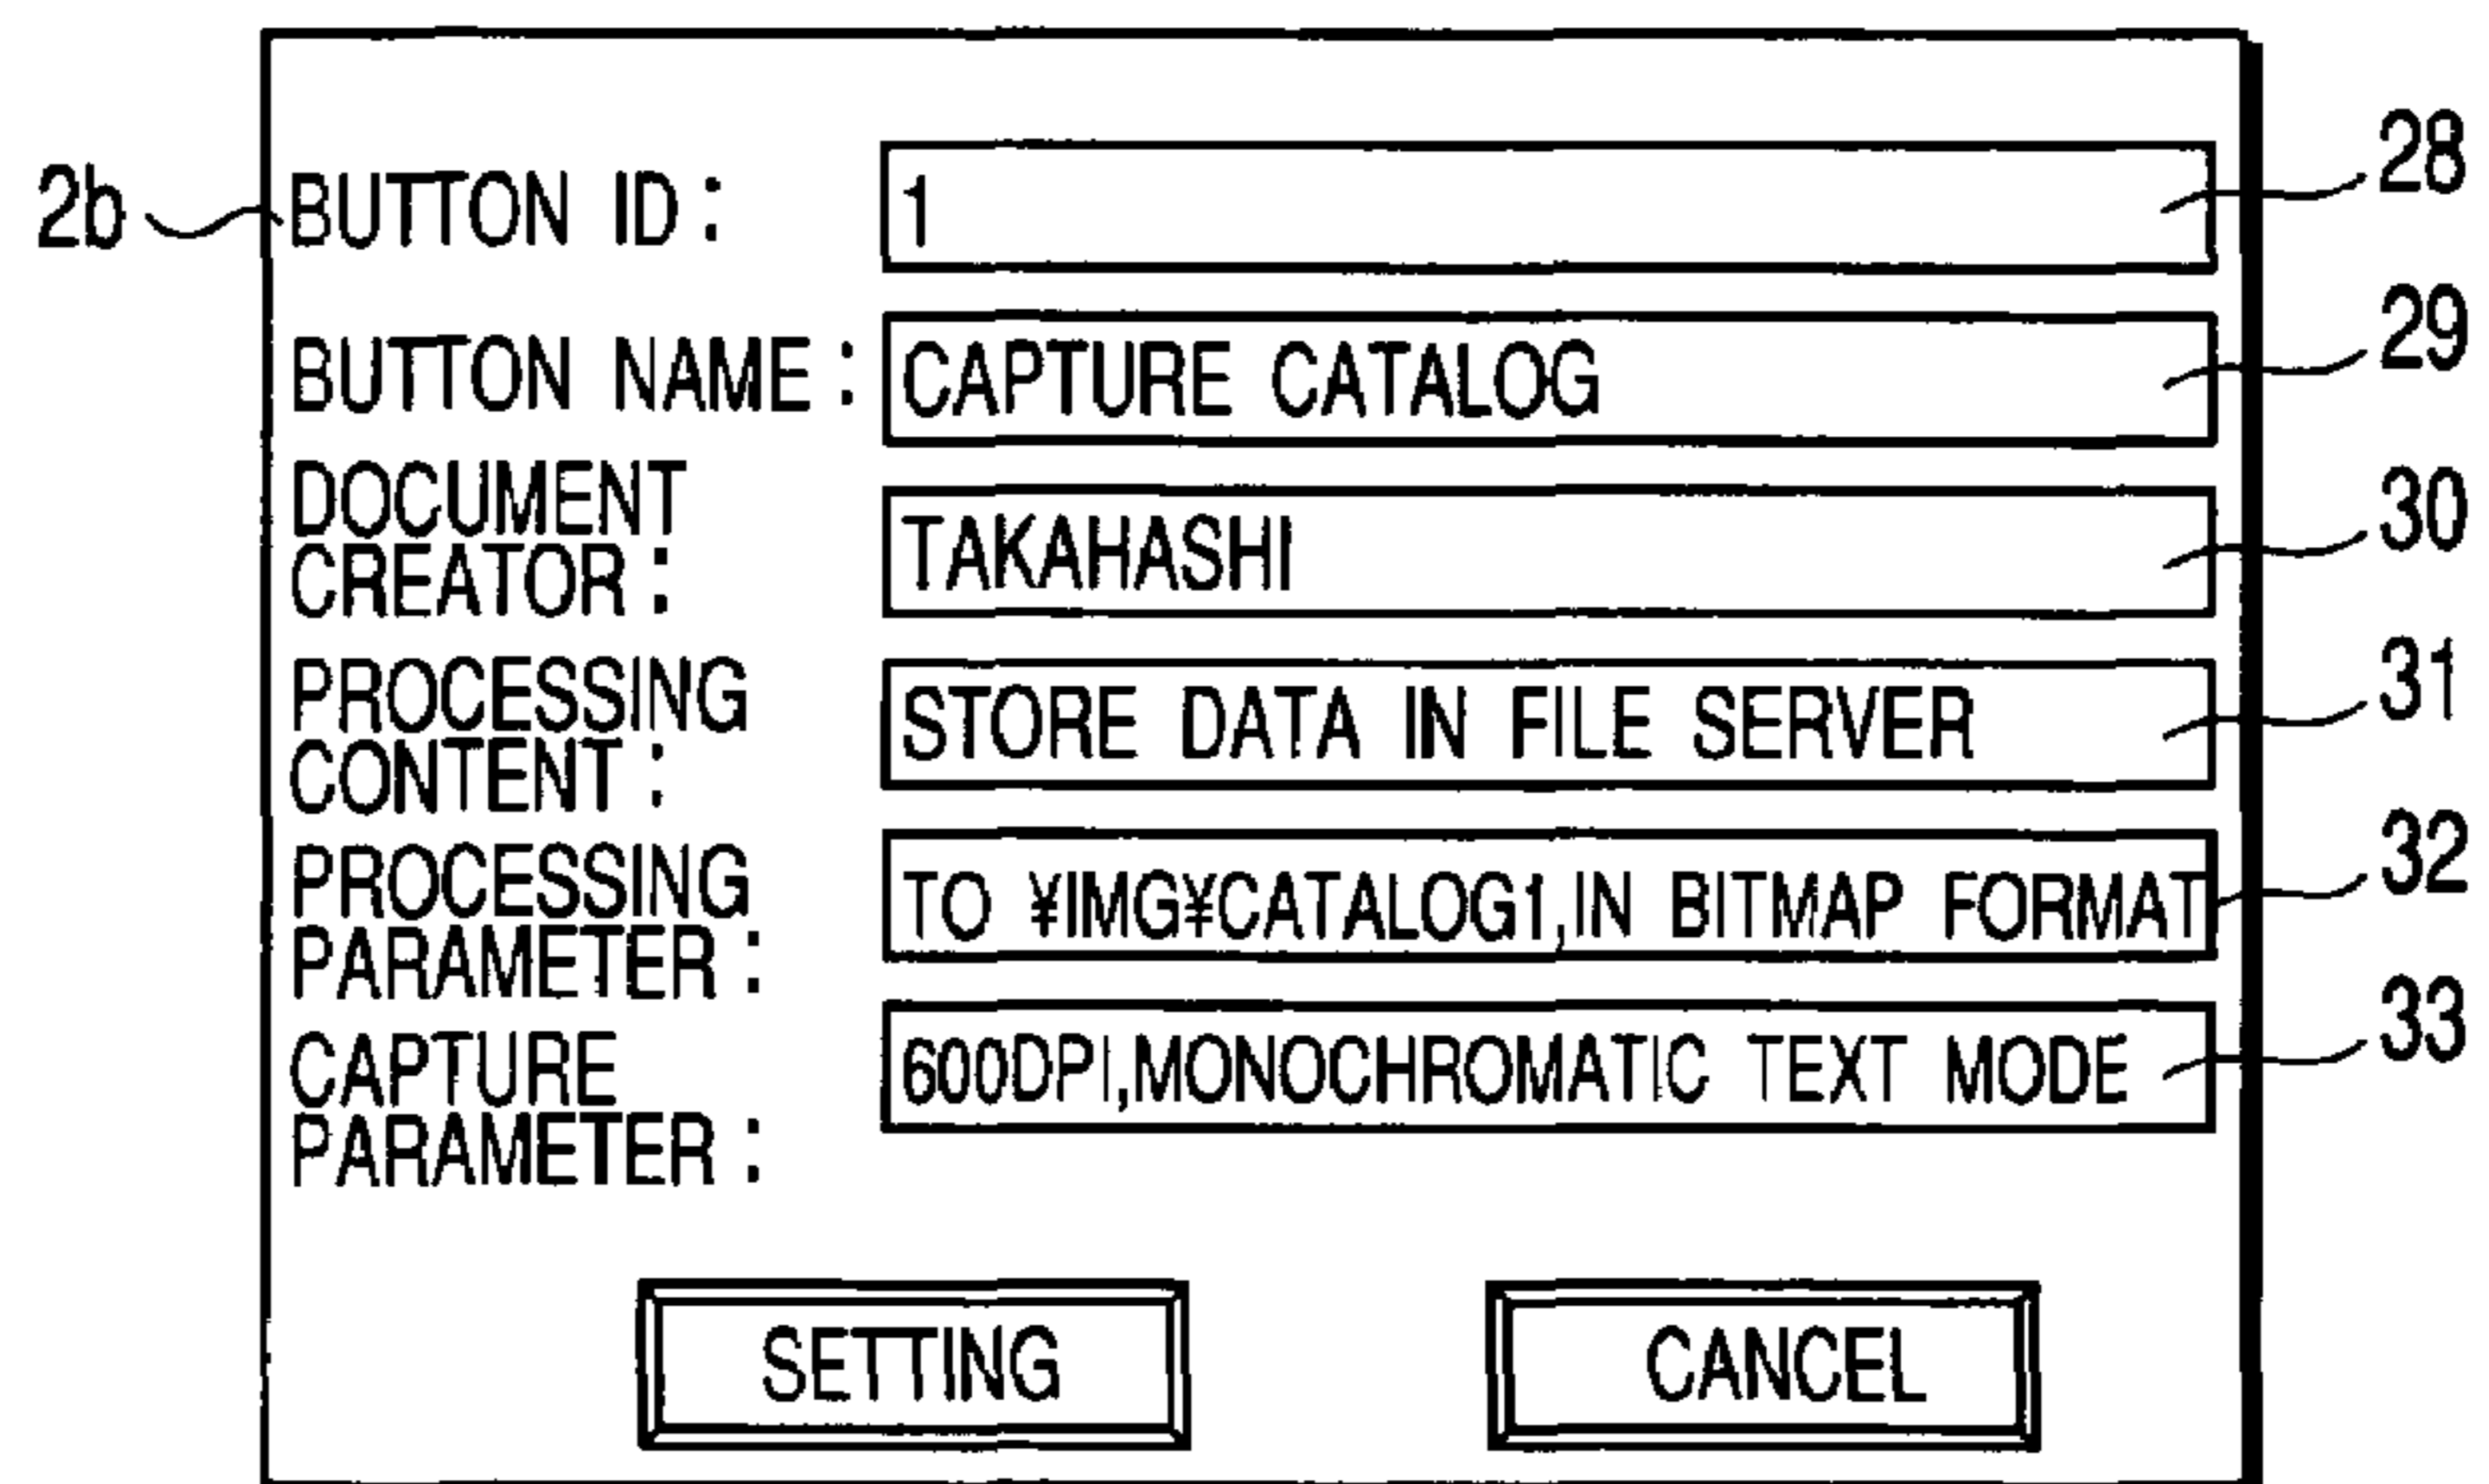 2b BUTTON ID : 1 28
BUTTON NAME : CAPTURE CATALOG 29
DOCUMENT
CREATOR : TAKAHASHI 30
PROCESSING
CONTENT : STORE DATA IN FILE SERVER 31
PROCESSING
PARAMETER : TO ¥IMG¥CATALOG1,IN BITMAP FORMAT 32
CAPTURE
PARAMETER : 600DPI,MONOCHROMATIC TEXT MODE 33
SETTING CANCEL